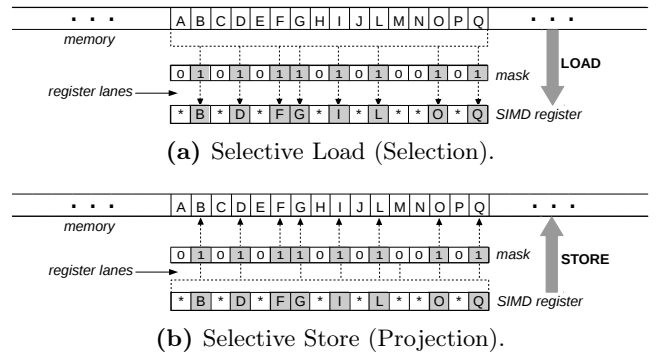 . . . A B C D E F G H I J L M N O P Q . . .
memory
LOAD
0 1 0 1 0 1 1 0 1 0 1 0 0 1 0 1 mask
register lanes
* B * D * F G * I * L * * O * Q SIMD register
(a) Selective Load (Selection).
. . . A B C D E F G H I J L M N O P Q . . .
memory
0 1 0 1 0 1 1 0 1 0 1 0 0 1 0 1 mask
STORE
register lanes
* B * D * F G * I * L * * O * Q SIMD register
(b) Selective Store (Projection).